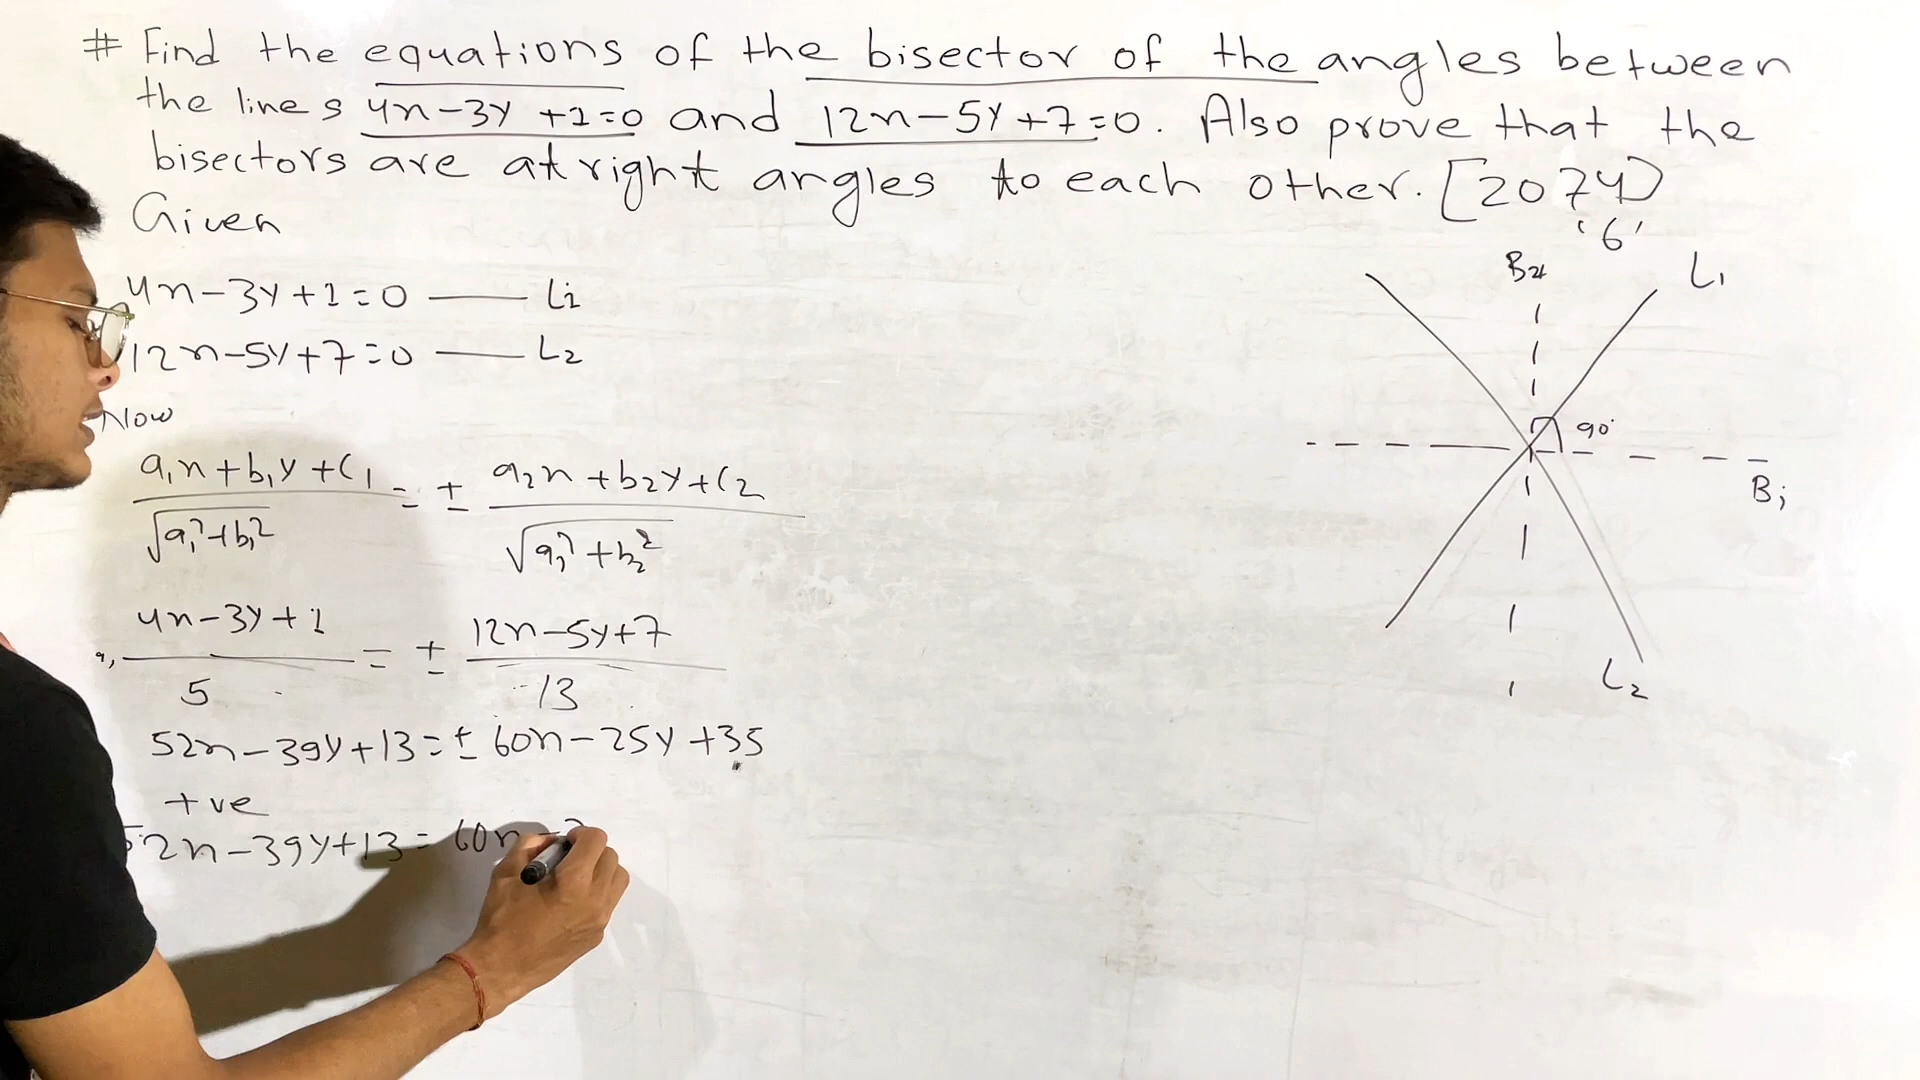 # Find the equations of the bisector of the angles between
the lines 4x-3y+1=0 and 12x-5y+7=0. Also prove that the
bisectors are at right angles to each other. [2074]
'6'
Given
4x-3y+1=0 —— L1
12x-5y+7=0 —— L2
Now
a₁x+b₁y+c₁ / √a₁²+b₁² = ± a₂x+b₂y+c₂ / √a₂²+b₂²
or, 4x-3y+1 / 5 = ± 12x-5y+7 / 13
52x-39y+13=± 60x-25y+35
+ve
52x-39y+13= 60x-2
B2
L1
90°
B1
L2